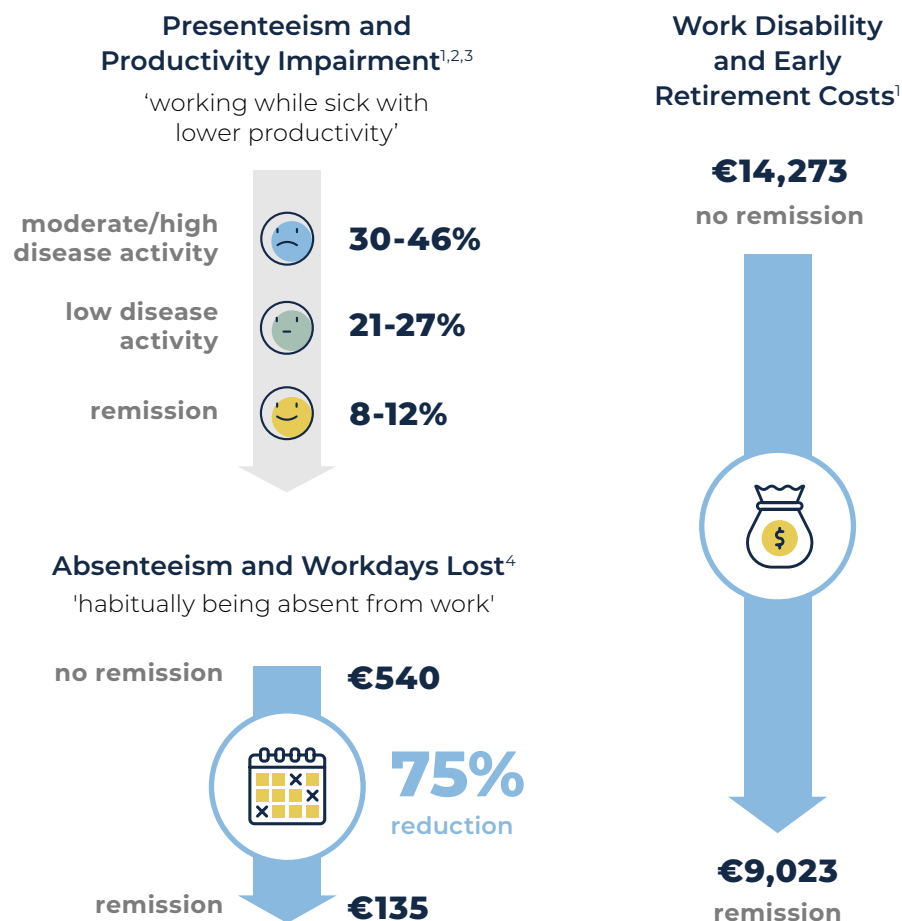 Presenteeism and
Productivity Impairment1,2,3
‘working while sick with
lower productivity’
moderate/high
disease activity
30-46%
low disease
activity
21-27%
remission
8-12%
Absenteeism and Workdays Lost4
'habitually being absent from work'
no remission
€540
75%
reduction
remission
€135
Work Disability
and Early
Retirement Costs1
€14,273
no remission
$
€9,023
remission